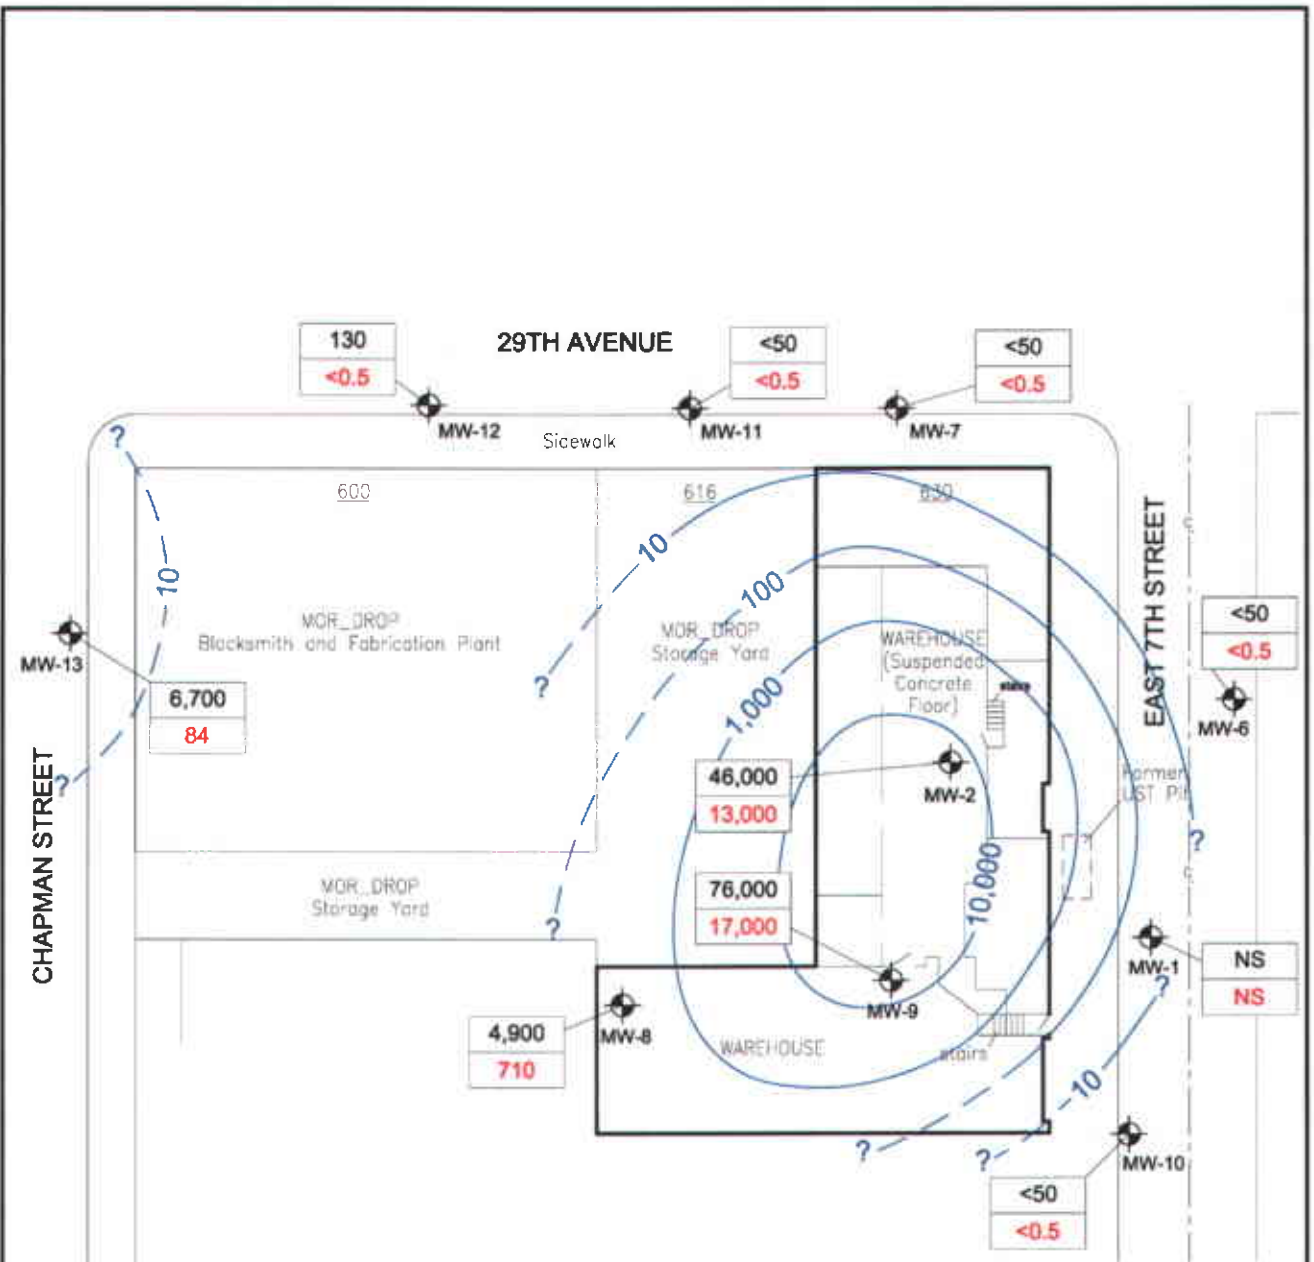 29TH AVENUE
130
<0.5
MW-12
<50
<0.5
MW-11
<50
<0.5
MW-7
Sidewalk
?
600
616
630
10
10
100
1,000
10,000
MOR_DROP
Blacksmith and Fabrication Plant
MOR_DROP
Storage Yard
WAREHOUSE
(Suspended
Concrete
Floor)
stairs
EAST 7TH STREET
<50
<0.5
MW-6
MW-13
6,700
84
?
?
CHAPMAN STREET
46,000
13,000
MW-2
Former
UST Pit
?
MOR_DROP
Storage Yard
?
76,000
17,000
MW-9
MW-1
NS
NS
?
4,900
710
MW-8
WAREHOUSE
stairs
10
?
?
MW-10
<50
<0.5